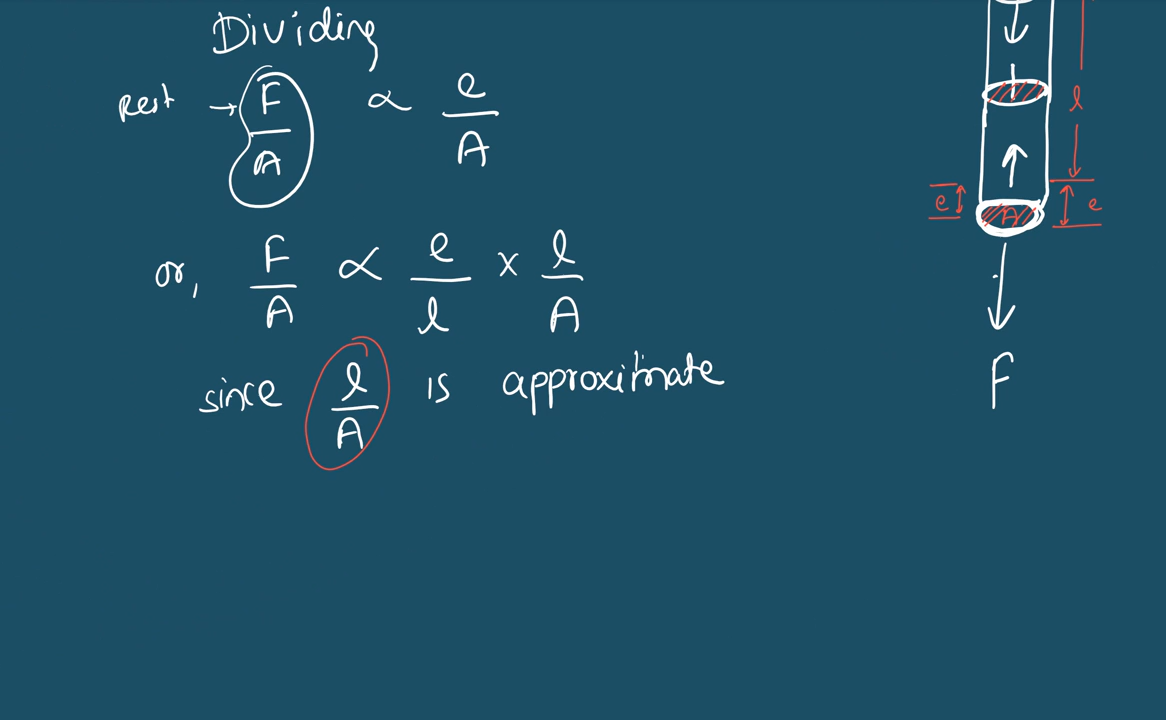 Dividing
Rest → F/A ∝ e/A
or, F/A ∝ e/l × l/A
since l/A is approximate
l
e
A
e
F